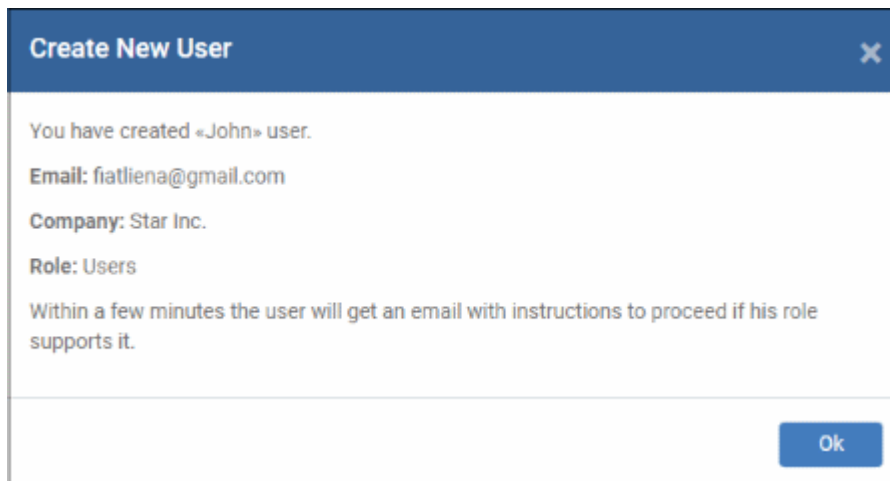 Create New User
You have created «John» user.
Email: fiatliena@gmail.com
Company: Star Inc.
Role: Users
Within a few minutes the user will get an email with instructions to proceed if his role
supports it.
Ok